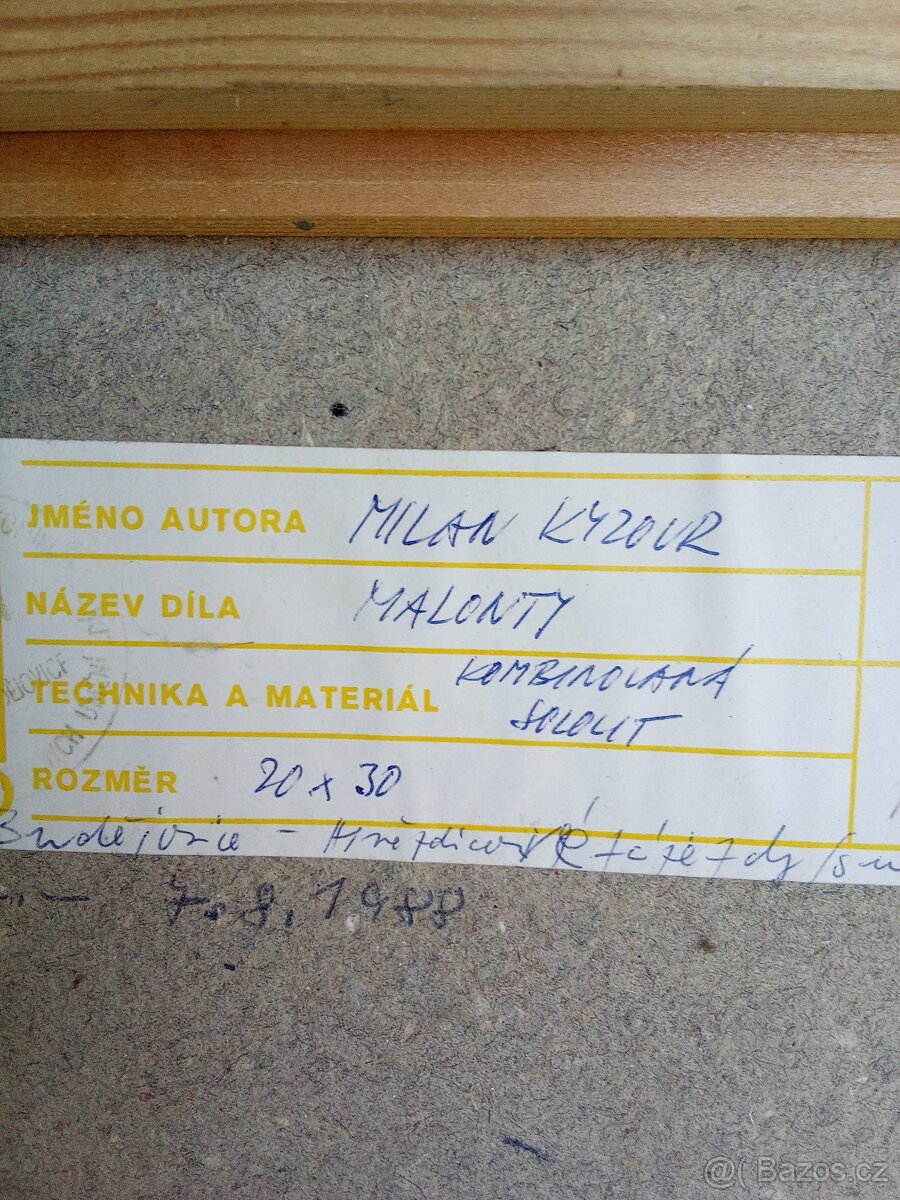 JMÉNO AUTORA MILAN KYZOUR
NÁZEV DÍLA MALONTY
TECHNIKA A MATERIÁL KOMBINOVANÁ
SOLOLIT
ROZMĚR 20 x 30
Budějovice -
7.8.1988
@( Bazos.cz